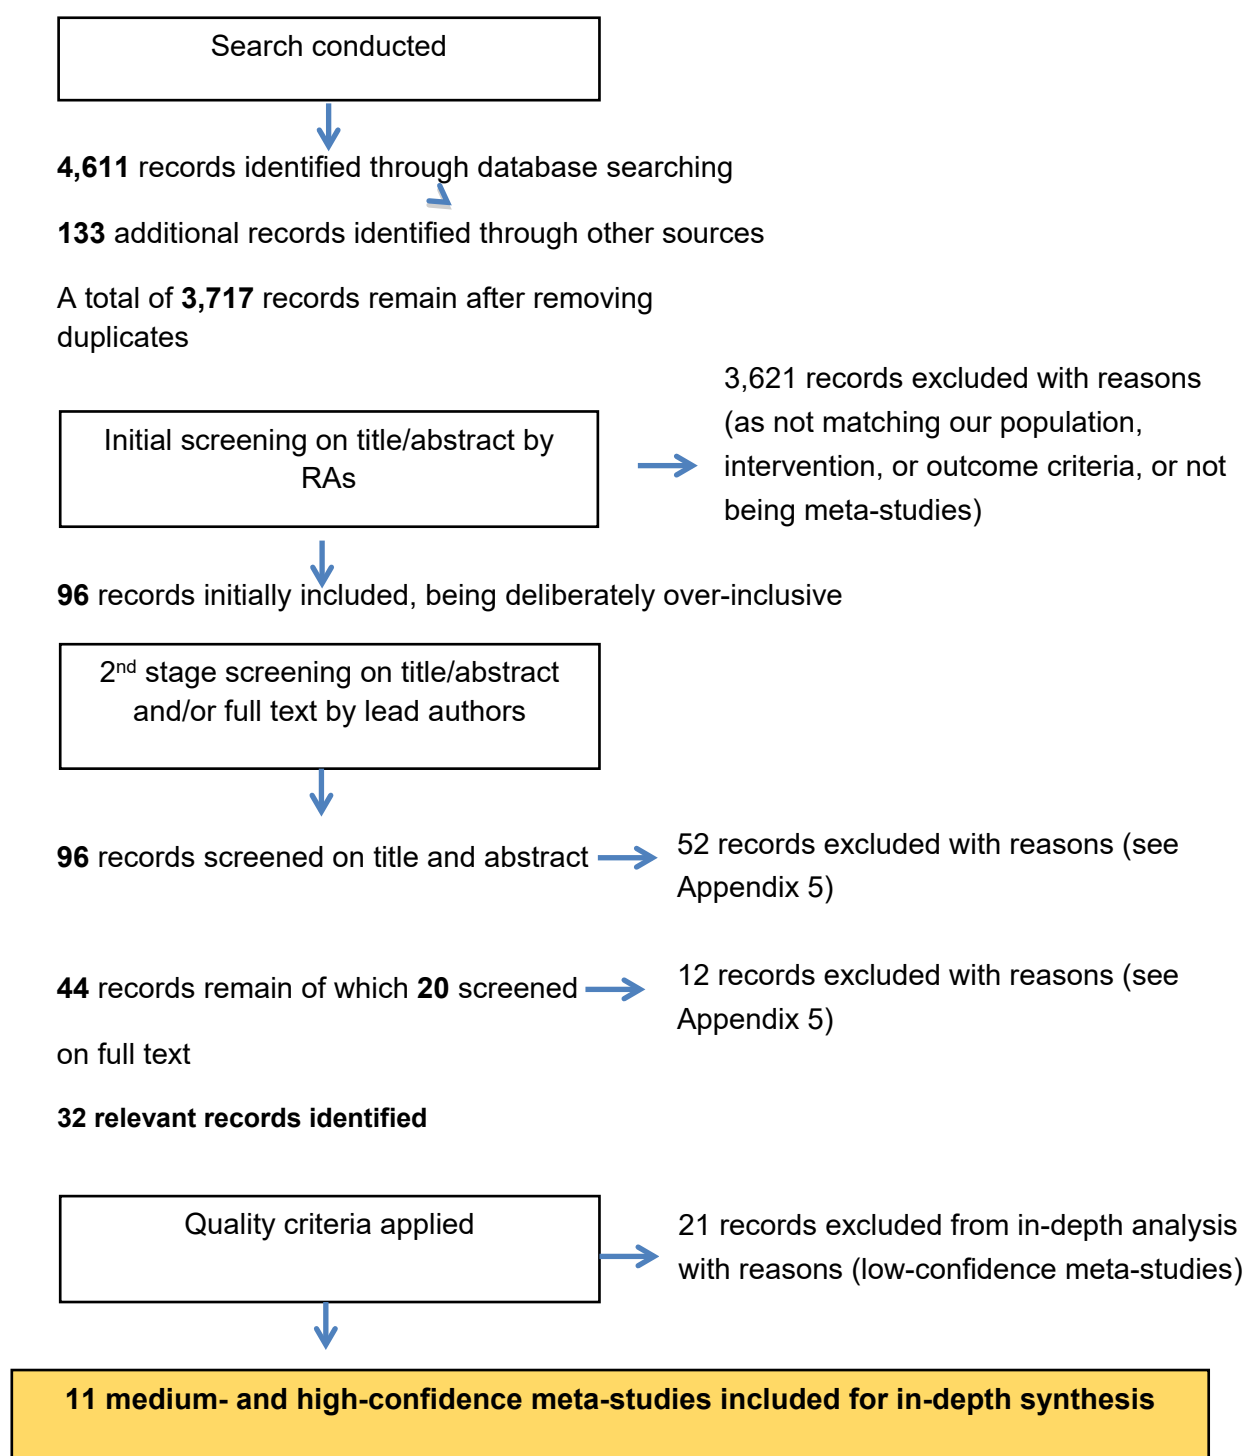 Search conducted
4,611 records identified through database searching
133 additional records identified through other sources
A total of 3,717 records remain after removing
duplicates
3,621 records excluded with reasons
(as not matching our population,
intervention, or outcome criteria, or not
being meta-studies)
Initial screening on title/abstract by
RAs
96 records initially included, being deliberately over-inclusive
2nd stage screening on title/abstract
and/or full text by lead authors
96 records screened on title and abstract
52 records excluded with reasons (see
Appendix 5)
44 records remain of which 20 screened
on full text
12 records excluded with reasons (see
Appendix 5)
32 relevant records identified
Quality criteria applied
21 records excluded from in-depth analysis
with reasons (low-confidence meta-studies)
11 medium- and high-confidence meta-studies included for in-depth synthesis